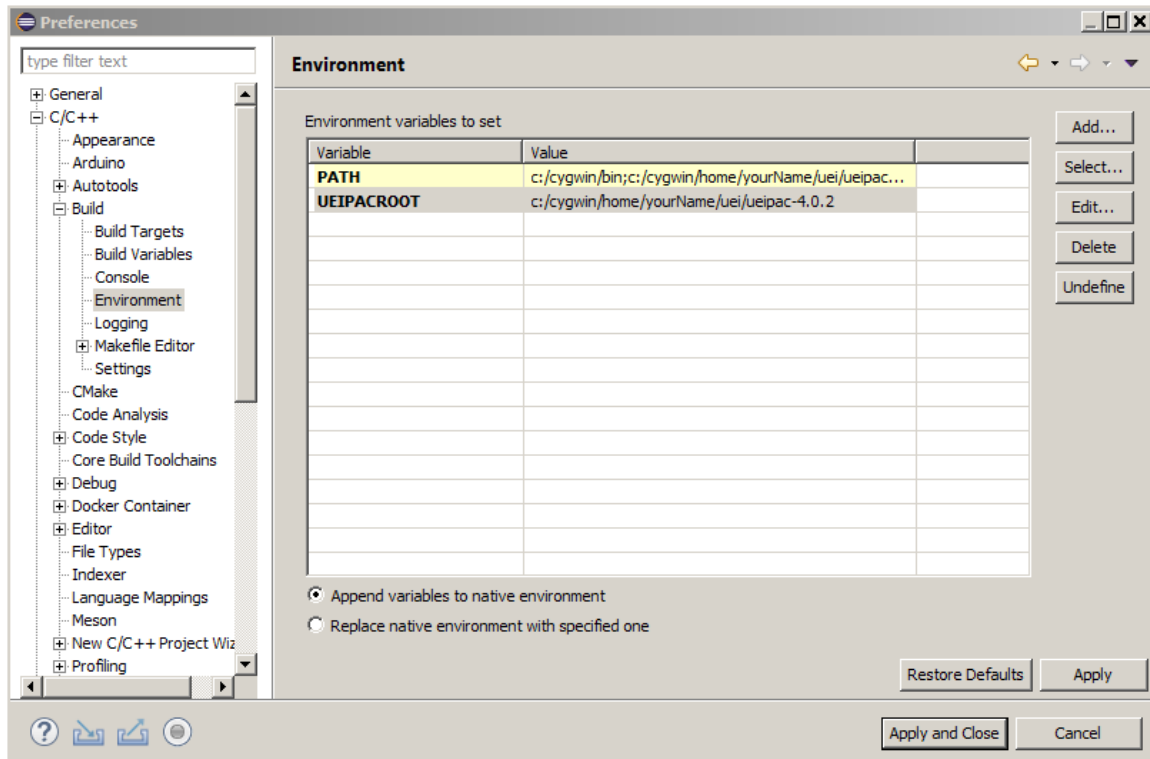 Preferences
type filter text
General
C/C++
Appearance
Arduino
Autotools
Build
Build Targets
Build Variables
Console
Environment
Logging
Makefile Editor
Settings
CMake
Code Analysis
Code Style
Core Build Toolchains
Debug
Docker Container
Editor
File Types
Indexer
Language Mappings
Meson
New C/C++ Project Wiz
Profiling
Environment
Environment variables to set
Variable Value
PATH c:/cygwin/bin;c:/cygwin/home/yourName/uei/ueipac...
UEIPACROOT c:/cygwin/home/yourName/uei/ueipac-4.0.2
Add...
Select...
Edit...
Delete
Undefine
Append variables to native environment
Replace native environment with specified one
Restore Defaults Apply
Apply and Close Cancel